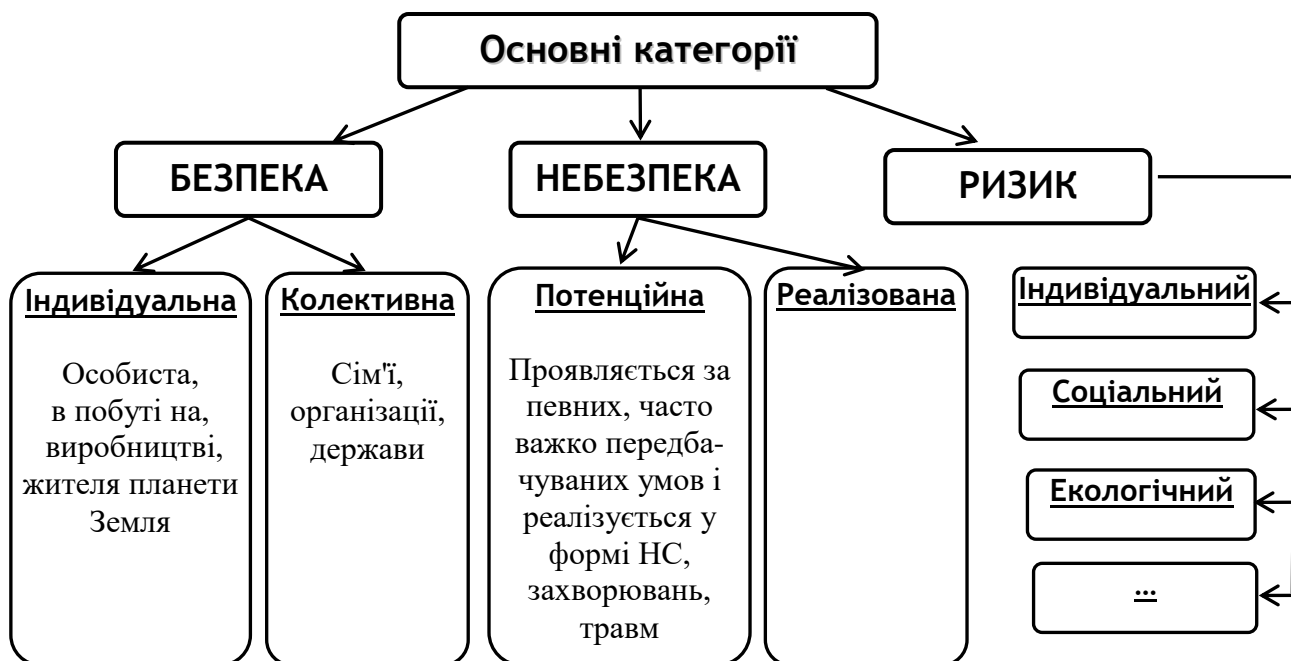 Основні категорії
БЕЗПЕКА
НЕБЕЗПЕКА
РИЗИК
Індивідуальна
Особиста,
в побуті на,
виробництві,
жителя планети
Земля
Колективна
Сім'ї,
організації,
держави
Потенційна
Проявляється за
певних, часто
важко передба-
чуваних умов і
реалізується у
формі НС,
захворювань,
травм
Реалізована
Індивідуальний
Соціальний
Екологічний
...